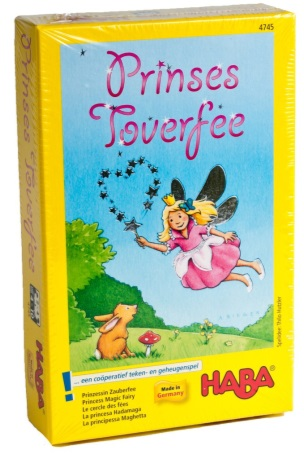 4745
Prinses
Toverfee
Prinses Toverfee
! ... een coöperatief teken- en geheugenspel
Prinzessin Zauberfee
Princess Magic Fairy
Le cercle des fées
La princesa Hadamaga
La principessa Maghetta
Made in
Germany
HABA
HABA